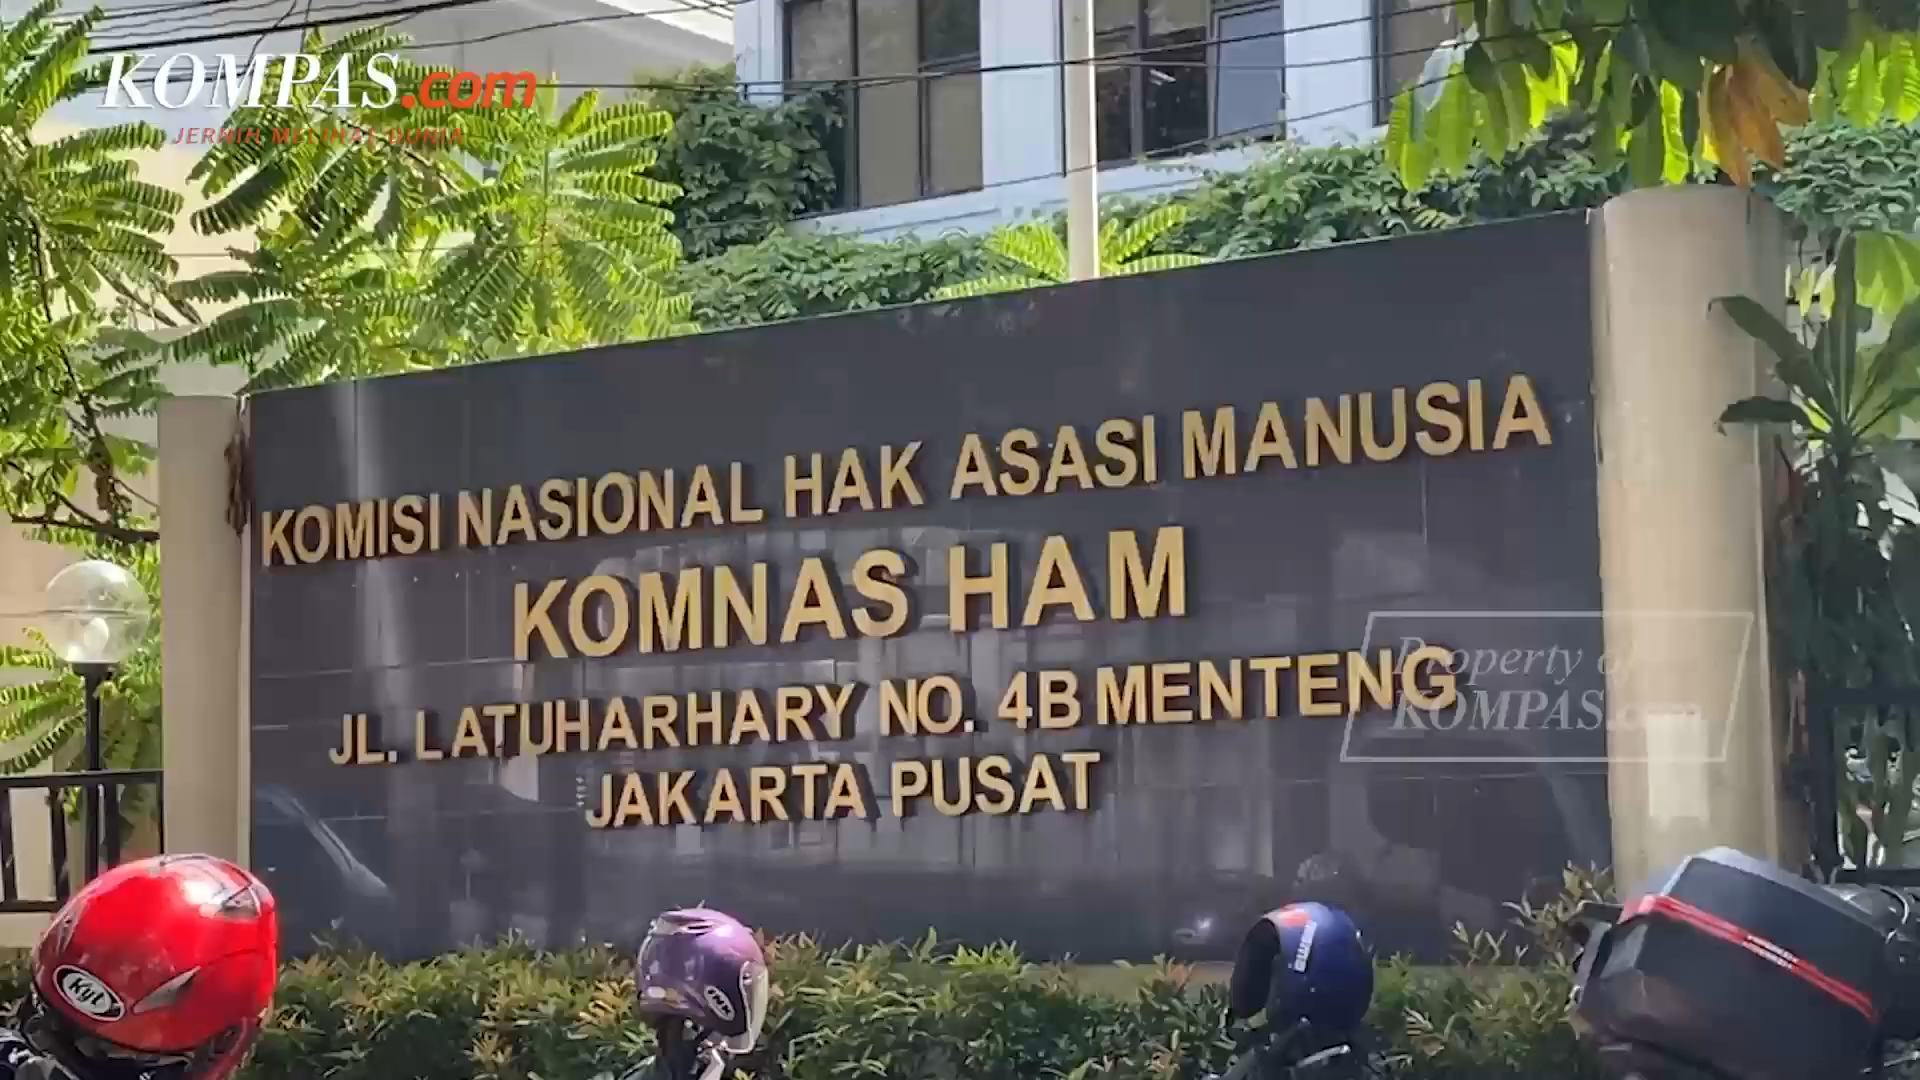 KOMPAS.com
JERNIH MELIHAT DUNIA
KOMISI NASIONAL HAK ASASI MANUSIA
KOMNAS HAM
JL. LATUHARHARY NO. 4B MENTENG
JAKARTA PUSAT
Property of
KOMPAS.com
Kyt
INK